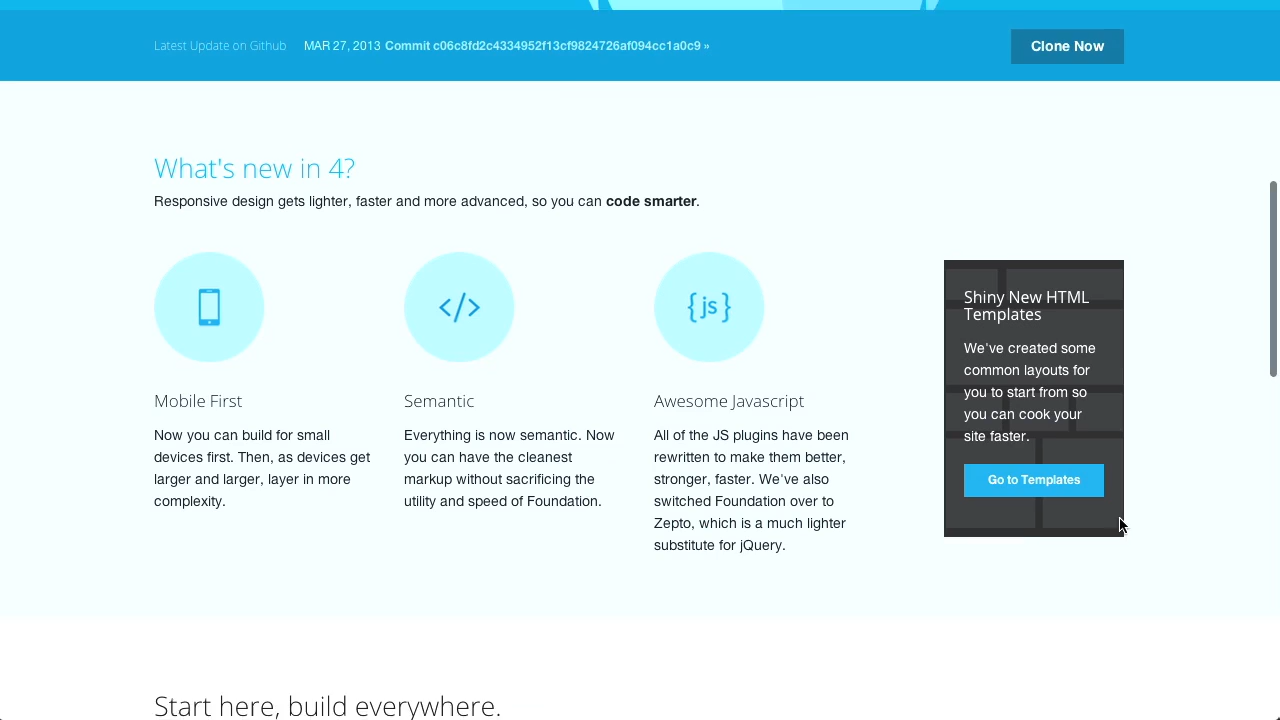 Latest Update on Github MAR 27, 2013 Commit c06c8fd2c4334952f13cf9824726af094cc1a0c9 »
Clone Now
What's new in 4?
Responsive design gets lighter, faster and more advanced, so you can code smarter.
</>
{js}
Mobile First
Now you can build for small
devices first. Then, as devices get
larger and larger, layer in more
complexity.
Semantic
Everything is now semantic. Now
you can have the cleanest
markup without sacrificing the
utility and speed of Foundation.
Awesome Javascript
All of the JS plugins have been
rewritten to make them better,
stronger, faster. We've also
switched Foundation over to
Zepto, which is a much lighter
substitute for jQuery.
Shiny New HTML
Templates
We've created some
common layouts for
you to start from so
you can cook your
site faster.
Go to Templates
Start here, build everywhere.